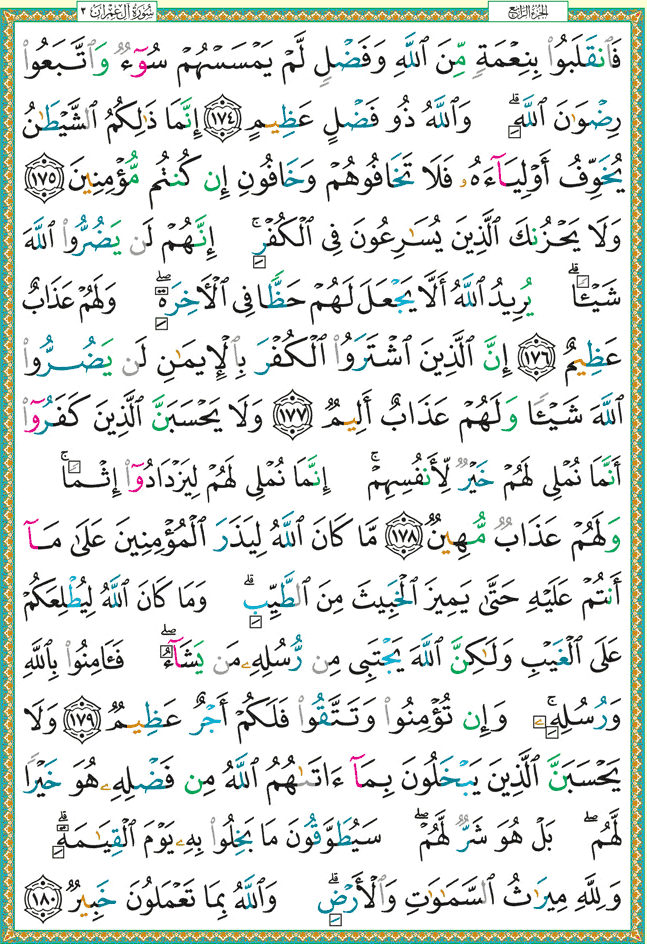 الجزء الرابع
سورة آل عمران ٣
فَٱنقَلَبُوا۟ بِنِعْمَةٍ مِّنَ ٱللَّهِ وَفَضْلٍ لَّمْ يَمْسَسْهُمْ سُوٓءٌ وَٱتَّبَعُوا۟
رِضْوَٰنَ ٱللَّهِ ۗ وَٱللَّهُ ذُو فَضْلٍ عَظِيمٍ ١٧٤ إِنَّمَا ذَٰلِكُمُ ٱلشَّيْطَٰنُ
يُخَوِّفُ أَوْلِيَآءَهُۥ فَلَا تَخَافُوهُمْ وَخَافُونِ إِن كُنتُم مُّؤْمِنِينَ ١٧٥
وَلَا يَحْزُنكَ ٱلَّذِينَ يُسَٰرِعُونَ فِى ٱلْكُفْرِ ۚ إِنَّهُمْ لَن يَضُرُّوا۟ ٱللَّهَ
شَيْـًٔا ۗ يُرِيدُ ٱللَّهُ أَلَّا يَجْعَلَ لَهُمْ حَظًّا فِى ٱلْـَٔاخِرَةِ ۖ وَلَهُمْ عَذَابٌ
عَظِيمٌ ١٧٦ إِنَّ ٱلَّذِينَ ٱشْتَرَوُا۟ ٱلْكُفْرَ بِٱلْإِيمَٰنِ لَن يَضُرُّوا۟
ٱللَّهَ شَيْـًٔا وَلَهُمْ عَذَابٌ أَلِيمٌ ١٧٧ وَلَا يَحْسَبَنَّ ٱلَّذِينَ كَفَرُوٓا۟
أَنَّمَا نُمْلِى لَهُمْ خَيْرٌ لِّأَنفُسِهِمْ ۚ إِنَّمَا نُمْلِى لَهُمْ لِيَزْدَادُوٓا۟ إِثْمًا ۚ
وَلَهُمْ عَذَابٌ مُّهِينٌ ١٧٨ مَّا كَانَ ٱللَّهُ لِيَذَرَ ٱلْمُؤْمِنِينَ عَلَىٰ مَآ
أَنتُمْ عَلَيْهِ حَتَّىٰ يَمِيزَ ٱلْخَبِيثَ مِنَ ٱلطَّيِّبِ ۗ وَمَا كَانَ ٱللَّهُ لِيُطْلِعَكُمْ
عَلَى ٱلْغَيْبِ وَلَٰكِنَّ ٱللَّهَ يَجْتَبِى مِن رُّسُلِهِۦ مَن يَشَآءُ ۖ فَـَٔامِنُوا۟ بِٱللَّهِ
وَرُسُلِهِۦ ۚ وَإِن تُؤْمِنُوا۟ وَتَتَّقُوا۟ فَلَكُمْ أَجْرٌ عَظِيمٌ ١٧٩ وَلَا
يَحْسَبَنَّ ٱلَّذِينَ يَبْخَلُونَ بِمَآ ءَاتَىٰهُمُ ٱللَّهُ مِن فَضْلِهِۦ هُوَ خَيْرًا
لَّهُم ۖ بَلْ هُوَ شَرٌّ لَّهُمْ ۖ سَيُطَوَّقُونَ مَا بَخِلُوا۟ بِهِۦ يَوْمَ ٱلْقِيَٰمَةِ ۗ
وَلِلَّهِ مِيرَٰثُ ٱلسَّمَٰوَٰتِ وَٱلْأَرْضِ ۗ وَٱللَّهُ بِمَا تَعْمَلُونَ خَبِيرٌ ١٨٠